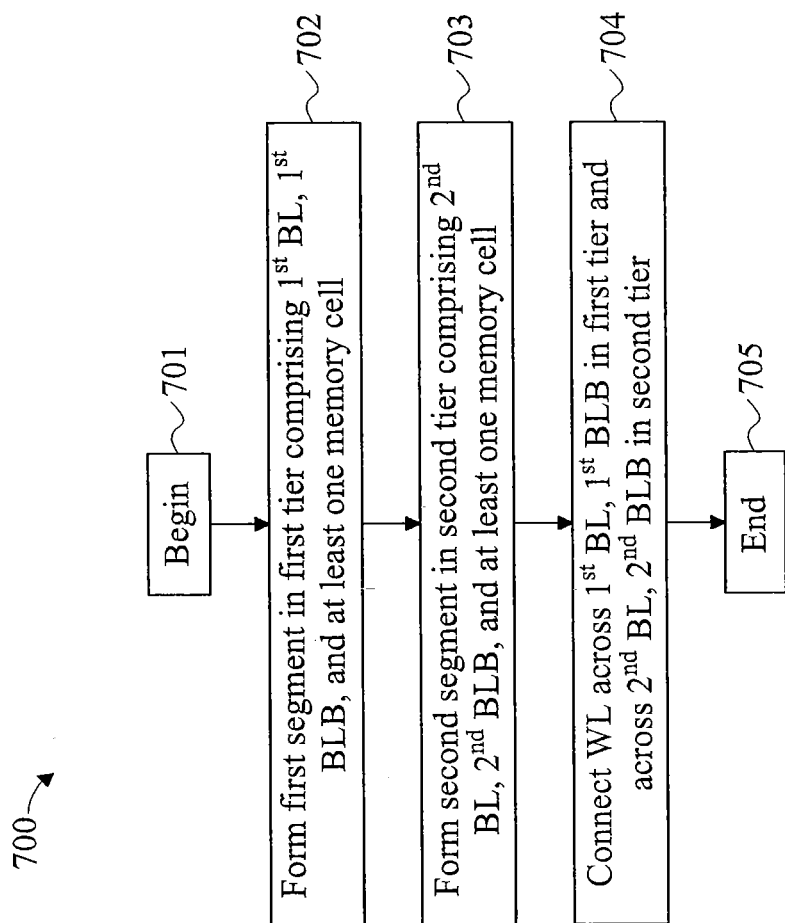 700
Begin
701
Form first segment in first tier comprising 1st BL, 1st
BLB, and at least one memory cell
702
Form second segment in second tier comprising 2nd
BL, 2nd BLB, and at least one memory cell
703
Connect WL across 1st BL, 1st BLB in first tier and
across 2nd BL, 2nd BLB in second tier
704
End
705